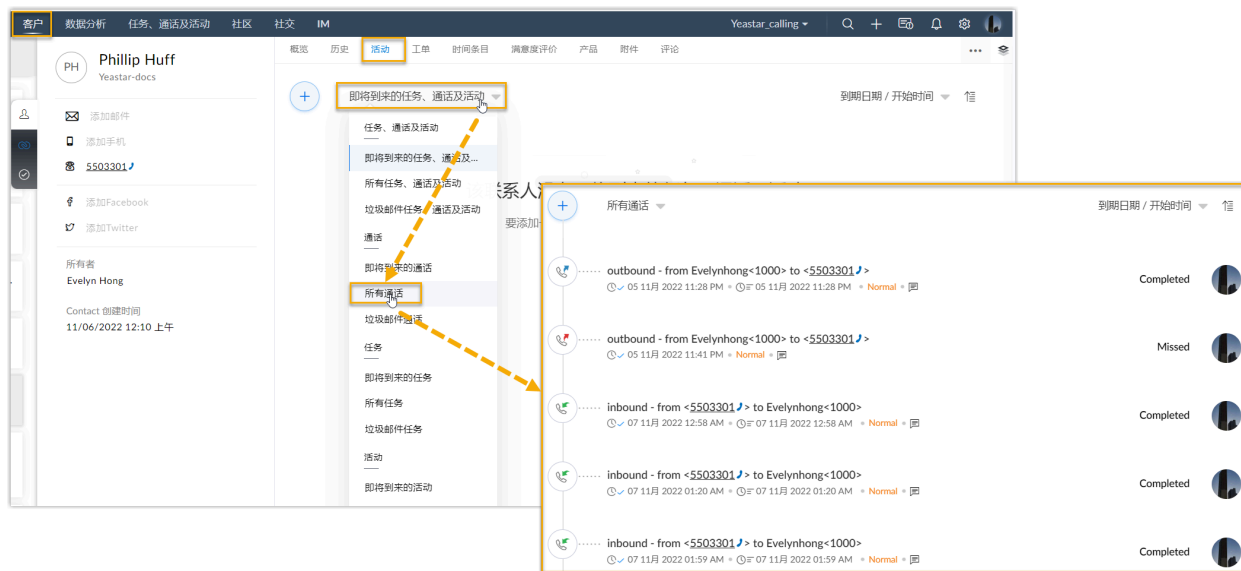 客户 数据分析 任务、通话及活动 社区 社交 IM Yeastar_calling
PH Phillip Huff
Yeastar-docs
添加邮件
添加手机
5503301
添加Facebook
添加Twitter
所有者
Evelyn Hong
Contact 创建时间
11/06/2022 12:10 上午
概览 历史 活动 工单 时间条目 满意度评价 产品 附件 评论
即将到来的任务、通话及活动 到期日期 / 开始时间
任务、通话及活动
即将到来的任务、通话及...
所有任务、通话及活动
垃圾邮件任务、通话及活动
通话
即将到来的通话
所有通话
垃圾邮件通话
任务
即将到来的任务
所有任务
垃圾邮件任务
活动
即将到来的活动
联系人
要添加
所有通话 到期日期 / 开始时间
outbound - from Evelynhong<1000> to <5503301> Completed
05 11月 2022 11:28 PM 05 11月 2022 11:28 PM Normal
outbound - from Evelynhong<1000> to <5503301> Missed
05 11月 2022 11:41 PM Normal
inbound - from <5503301> to Evelynhong<1000> Completed
07 11月 2022 12:58 AM 07 11月 2022 12:58 AM Normal
inbound - from <5503301> to Evelynhong<1000> Completed
07 11月 2022 01:20 AM 07 11月 2022 01:20 AM Normal
inbound - from <5503301> to Evelynhong<1000> Completed
07 11月 2022 01:59 AM 07 11月 2022 01:59 AM Normal